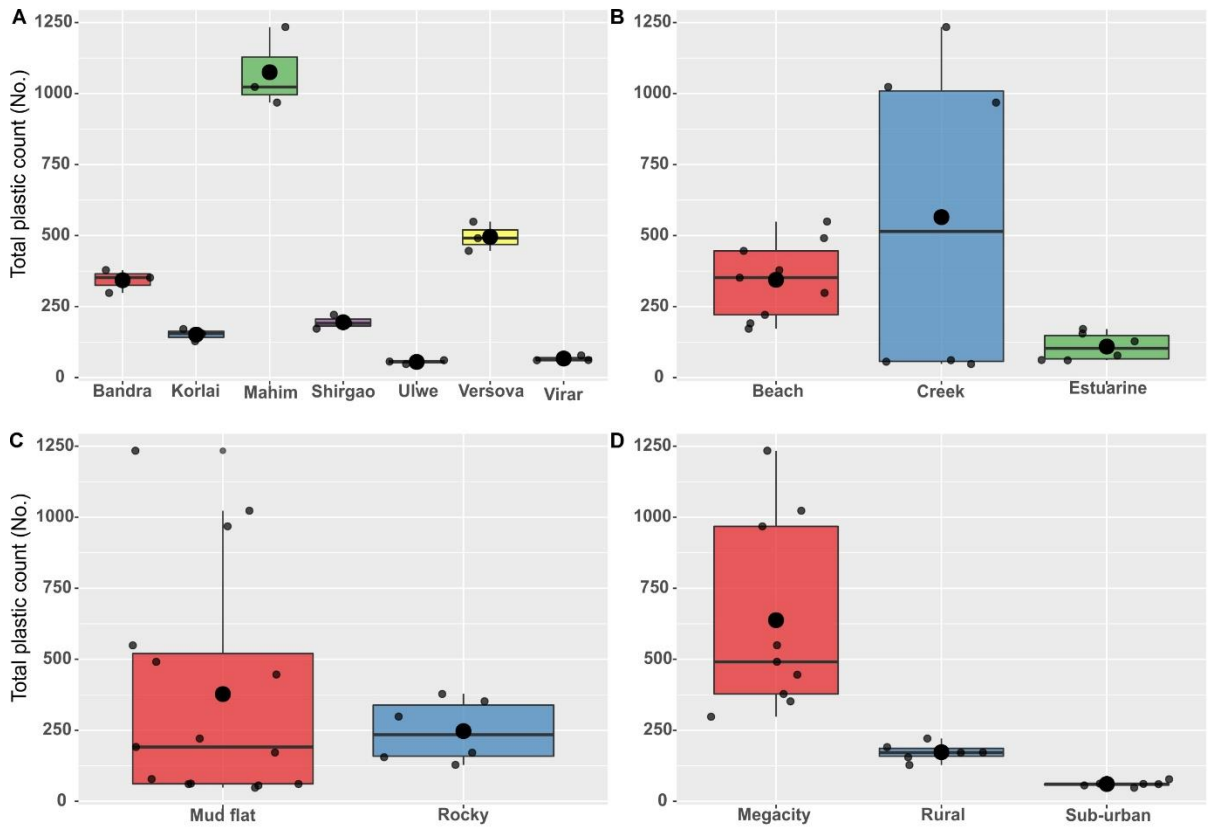 A
Total plastic count (No.)
1250
1000
750
500
250
0
Bandra Korlai Mahim Shirgao Ulwe Versova Virar
B
1250
1000
750
500
250
0
Beach Creek Estuarine
C
Total plastic count (No.)
1250
1000
750
500
250
0
Mud flat Rocky
D
1250
1000
750
500
250
0
Megacity Rural Sub-urban